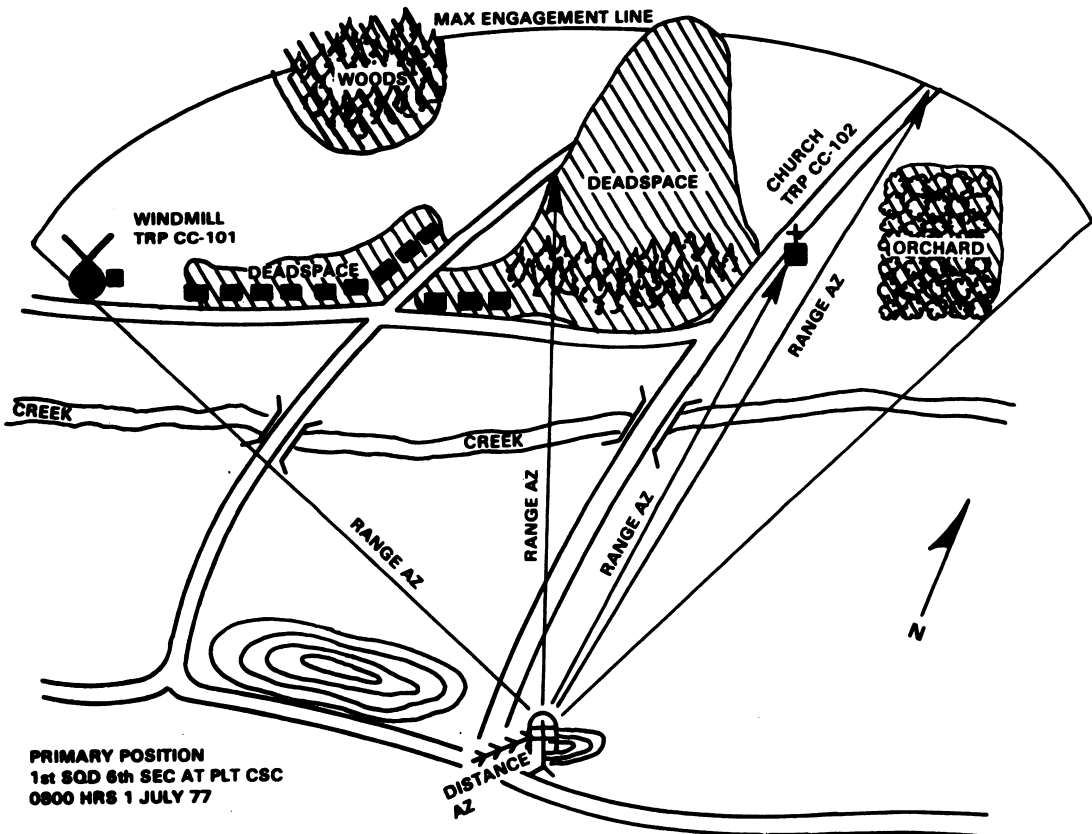 MAX ENGAGEMENT LINE
WOODS
CHURCH
TRP CC-102
DEADSPACE
WINDMILL
TRP CC-101
DEADSPACE
ORCHARD
RANGE AZ
CREEK
CREEK
RANGE AZ
RANGE AZ
RANGE AZ
N
DISTANCE
AZ
PRIMARY POSITION
1st SQD 6th SEC AT PLT CSC
0800 HRS 1 JULY 77